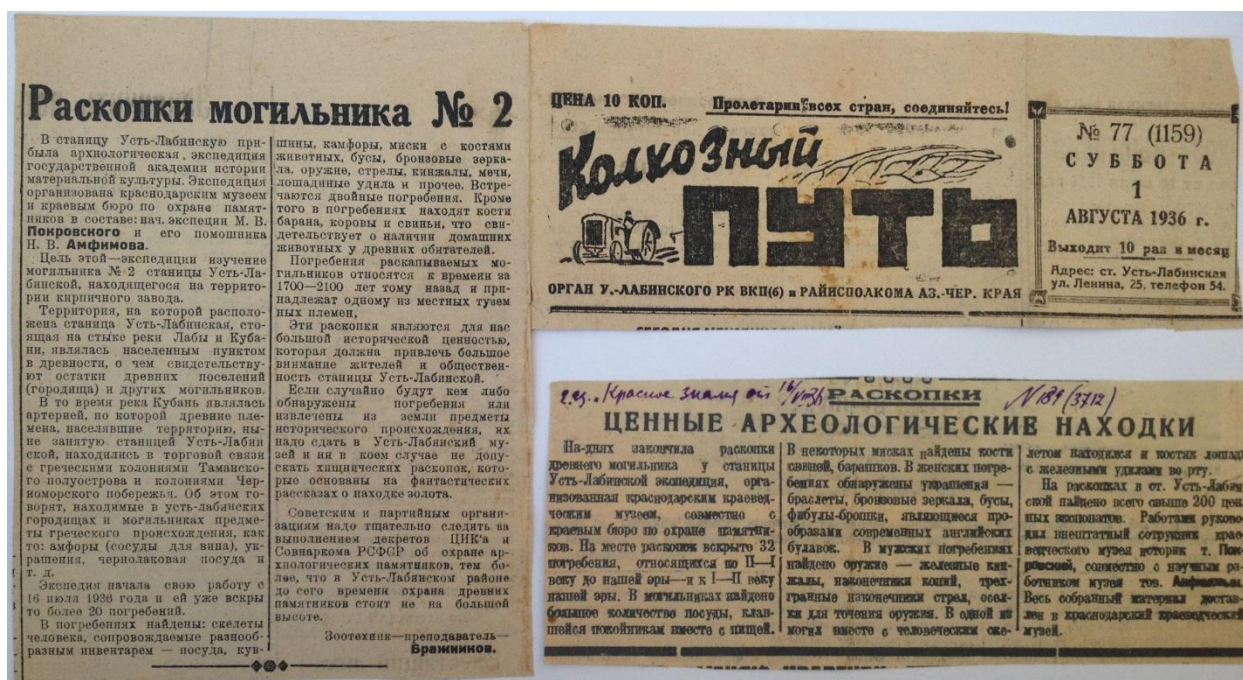 Раскопки могильника № 2
В станицу Усть-Лабинскую при-
была археологическая экспедиция
государственной академии истории
материальной культуры. Экспедиция
организована краснодарским музеем
и краевым бюро по охране памят-
ников в составе: нач. экспеции М. В.
Покровского и его помошника
Н. В. Амфимова.
Цель этой—экспедиции изучение
могильника № 2 станицы Усть-Ла-
бинской, находящегося на террито-
рии кирпичного завода.
Территория, на которой располо-
жена станица Усть-Лабинская, сто-
ящая на стыке реки Лабы и Куба-
ни, являлась населенным пунктом
в древности, о чем свидетельству-
ют остатки древних поселений
(городища) и других могильников.
В то время река Кубань являлась
артерией, по которой древние пле-
мена, населявшие территорию, ны-
не занятую станицей Усть-Лабин
ской, находились в торговой связи
с греческими колониями Таманско-
го полуострова и колониями Чер-
номорского побережья. Об этом го-
ворят, находимые в усть-лабинских
городищах и могильниках предме-
ты греческого происхождения, как
то: амфоры (сосуды для вина), ук-
рашения, чернолаковая посуда и
т. д.
Экспедия начала свою работу с
16 июля 1936 года и ей уже вскры
то более 20 погребений.
В погребениях найдены: скелеты
человека, сопровождаемые разнооб-
разным инвентарем — посуда, кув-
шины, камфоры, миски с костями
животных, бусы, бронзовые зерка-
ла, оружие, стрелы, кинжалы, мечи,
лошадиные удила и прочее. Встре-
чаются двойные погребения. Кроме
того в погребениях находят кости
барана, коровы и свиньи, что сви-
детельствует о наличии домашних
животных у древних обитателей.
Погребения раскапываемых мо-
гильников относятся к времени за
1700—2100 лет тому назад и при-
надлежат одному из местных тузем
ных племен,
Эти раскопки являются для нас
большой исторической ценностью,
которая должна привлечь большое
внимание жителей и обществен-
ность станицы Усть-Лабинской.
Если случайно будут кем либо
обнаружены погребения или
извлечены из земли предметы
исторического происхождения, их
надо сдать в Усть-Лабинский му-
зей и ни в коем случае не допу-
скать хищнических раскопок, кото-
рые основаны на фантастических
рассказах о находке золота.
Советским и партийным органи-
зациям надо тщательно следить за
выполнением декретов ЦИК'а и
Совнаркома РСФСР об охране ар-
хнологических памятников, тем бо-
лее, что в Усть-Лабинском районе
до сего времени охрана древних
памятников стоит не на большой
высоте.
Зоотехник—преподаватель—
Бражников.
ЦЕНА 10 КОП.
Пролетарии всех стран, соединяйтесь!
Колхозный
ПУТЬ
ОРГАН У.-ЛАБИНСКОГО РК ВКП(б) и РАЙИСПОЛКОМА АЗ.-ЧЕР. КРАЯ
№ 77 (1159)
СУББОТА
1
АВГУСТА 1936 г.
Выходит 10 раз в месяц
Адрес: ст. Усть-Лабинская
ул. Ленина, 25, телефон 54.
"Красное знамя от 16/VIII36 № 189 (3712)
РАСКОПКИ
ЦЕННЫЕ АРХЕОЛОГИЧЕСКИЕ НАХОДКИ
На-днях закончила раскопки
древнего могильника у станицы
Усть-Лабинской экспедиция, орга-
низованная краснодарским краевед-
ческим музеем, совместно с
краевым бюро по охране памятни-
ков. На место раскопок вскрыто 32
погребения, относящихся по II—I
веку до нашей эры—и к I—II веку
нашей эры. В могильниках найдено
большое количество посуды, клав-
шейся покойникам вместе с пищей.
В некоторых мисках найдены кости
свиней, барашков. В женских погре-
бениях обнаружены украшения —
браслеты, бронзовые зеркала, бусы,
фибулы-брошки, являющиеся про-
образами современных английских
булавок. В мужских погребениях
найдено оружие — железные кин-
жалы, наконечники копий, трех-
гранные наконечники стрел, осел-
ки для точения оружия. В одной из
могил вместе с человеческим ске-
летом находился и костяк лошади
с железными удилами во рту.
На раскопках в ст. Усть-Лабин
ской найдено всего свыше 200 цен
ных экспонатов. Работами руково-
дил внештатный сотрудник крае-
ведческого музея историк т. Пок-
ровский, совместно с научным ра-
ботником музея тов. Анфимовым.
Весь собранный материал достав-
лен в краснодарский краеведческий
музей.